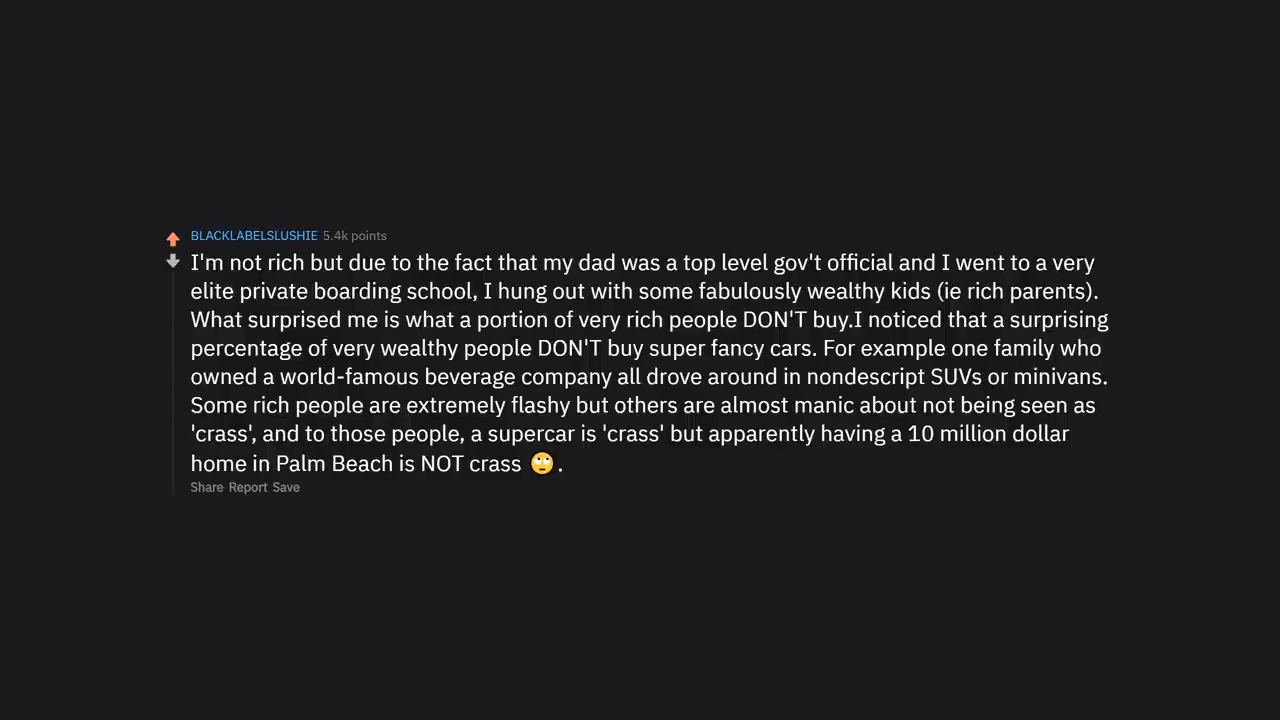 BLACKLABELSLUSHIE 5.4k points
I'm not rich but due to the fact that my dad was a top level gov't official and I went to a very
elite private boarding school, I hung out with some fabulously wealthy kids (ie rich parents).
What surprised me is what a portion of very rich people DON'T buy.I noticed that a surprising
percentage of very wealthy people DON'T buy super fancy cars. For example one family who
owned a world-famous beverage company all drove around in nondescript SUVs or minivans.
Some rich people are extremely flashy but others are almost manic about not being seen as
'crass', and to those people, a supercar is 'crass' but apparently having a 10 million dollar
home in Palm Beach is NOT crass 🙄.
Share Report Save